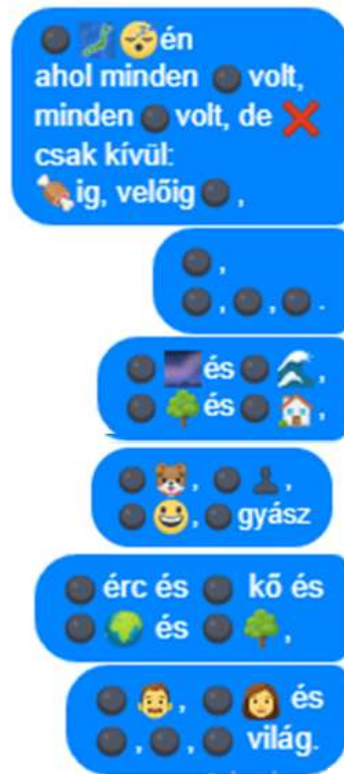 ⚫ 🗾 😴én
ahol minden ⚫ volt,
minden ⚫ volt, de ❌
csak kívül:
🍖ig, velőig ⚫,
⚫,
⚫, ⚫, ⚫.
⚫ 🌌és ⚫ 🌊,
⚫ 🌳és ⚫ 🏠,
⚫ 🐻, ⚫ 👤,
⚫ 😀, ⚫ gyász
⚫ érc és ⚫ kő és
⚫ 🌍 és ⚫ 🌳,
⚫ 👨, ⚫ 👩 és
⚫, ⚫, ⚫ világ.